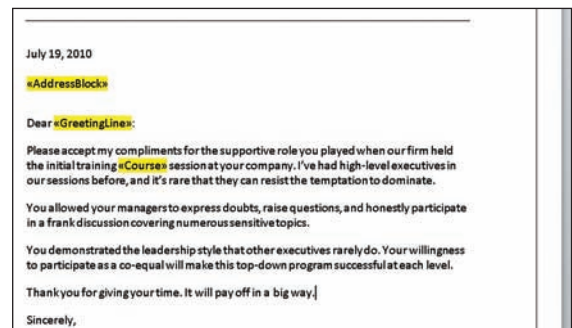 July 19, 2010
«AddressBlock»
Dear «GreetingLine»:
Please accept my compliments for the supportive role you played when our firm held
the initial training «Course» session at your company. I've had high-level executives in
our sessions before, and it's rare that they can resist the temptation to dominate.
You allowed your managers to express doubts, raise questions, and honestly participate
in a frank discussion covering numerous sensitive topics.
You demonstrated the leadership style that other executives rarely do. Your willingness
to participate as a co-equal will make this top-down program successful at each level.
Thank you for giving your time. It will pay off in a big way.
Sincerely,